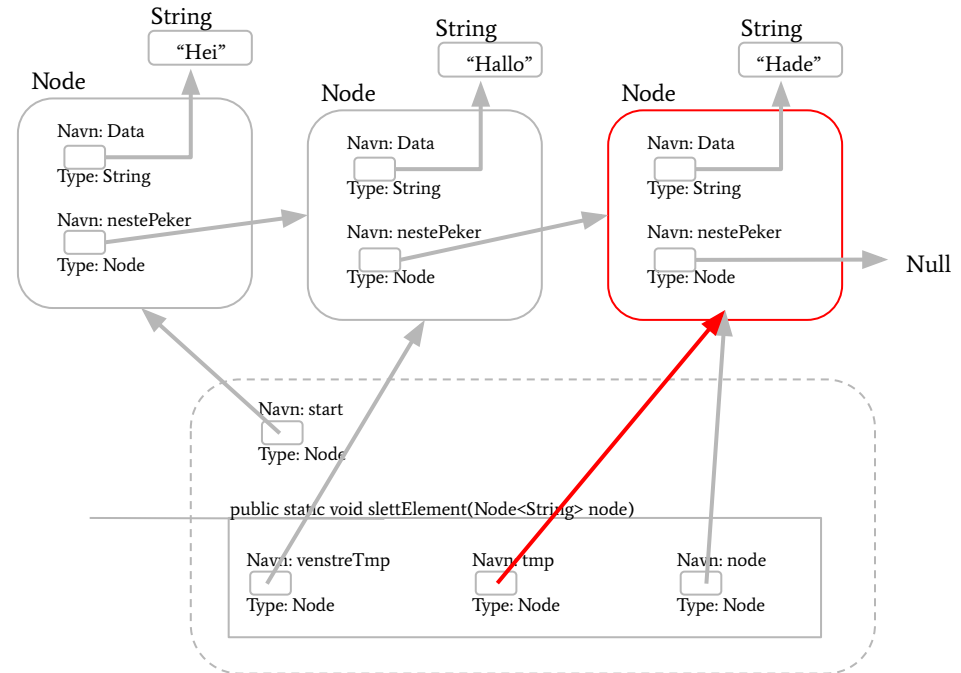 String
“Hei”
Node
Navn: Data
Type: String
Navn: nestePeker
Type: Node
String
“Hallo”
Node
Navn: Data
Type: String
Navn: nestePeker
Type: Node
String
“Hade”
Node
Navn: Data
Type: String
Navn: nestePeker
Type: Node
Null
Navn: start
Type: Node
public static void slettElement(Node<String> node)
Navn: venstreTmp
Type: Node
Navn: tmp
Type: Node
Navn: node
Type: Node